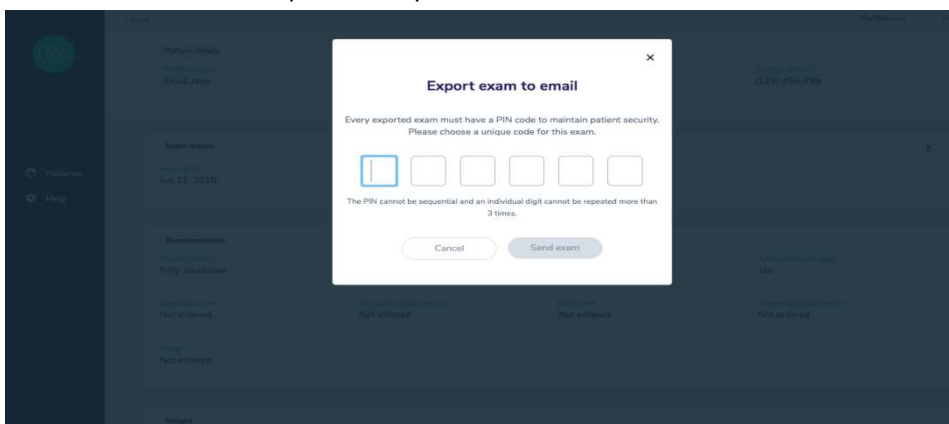 Back
Patient details
(123) 456-789
Export exam to email
Every exported exam must have a PIN code to maintain patient security.
Please choose a unique code for this exam.
Exam details
Jun 12, 2019
Patients
Help
The PIN cannot be sequential and an individual digit cannot be repeated more than
3 times.
Cancel
Send exam
Documentation
Fully visualized
Yes
Not entered
Not entered
Not entered
Not entered
Not entered
Images